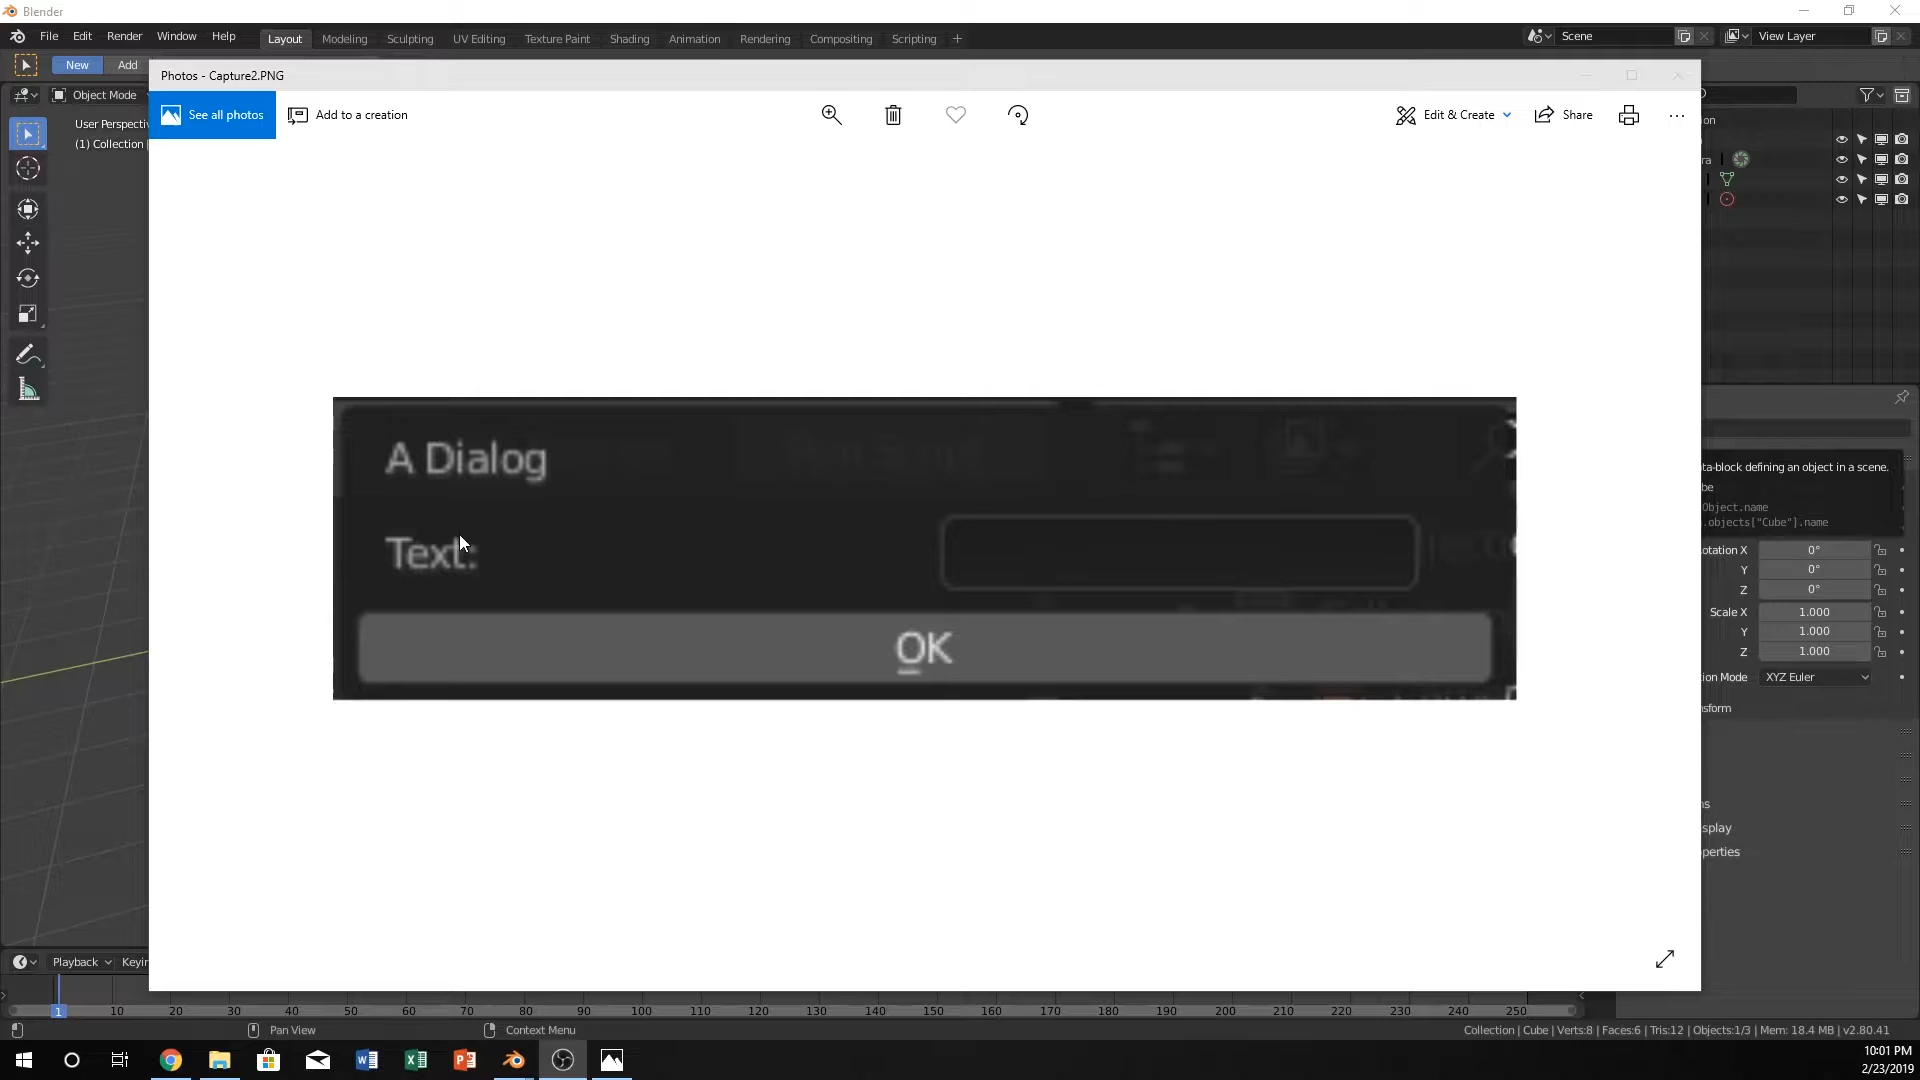 Blender
File Edit Render Window Help Layout Modeling Sculpting UV Editing Texture Paint Shading Animation Rendering Compositing Scripting + Scene View Layer
New Add
Photos - Capture2.PNG
Object Mode
See all photos Add to a creation Edit & Create Share
User Perspectiv
(1) Collection
on
ra
A Dialog
Text:
OK
ta-block defining an object in a scene.
be
Object.name
.objects["Cube"].name
otation X 0°
Y 0°
Z 0°
Scale X 1.000
Y 1.000
Z 1.000
ion Mode XYZ Euler
nsform
ns
splay
perties
Playback Keyin
1 10 20 30 40 50 60 70 80 90 100 110 120 130 140 150 160 170 180 190 200 210 220 230 240 250
Pan View Context Menu Collection | Cube | Verts:8 | Faces:6 | Tris:12 | Objects:1/3 | Mem: 18.4 MB | v2.80.41
10:01 PM
2/23/2019